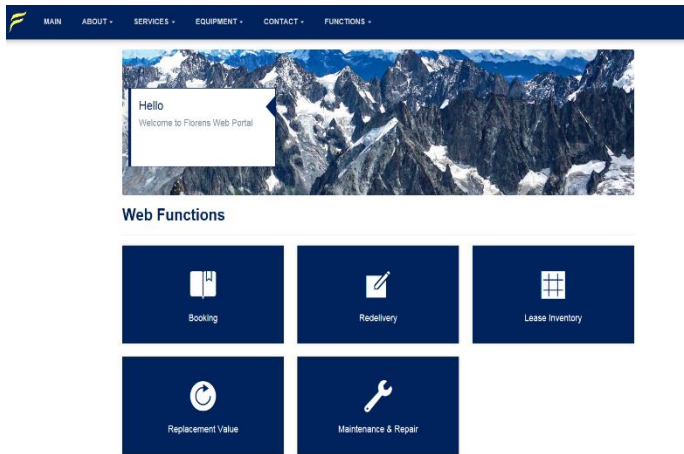 MAIN ABOUT SERVICES EQUIPMENT CONTACT FUNCTIONS
Hello
Welcome to Florens Web Portal
Web Functions
Booking Redelivery Lease Inventory
Replacement Value Maintenance & Repair